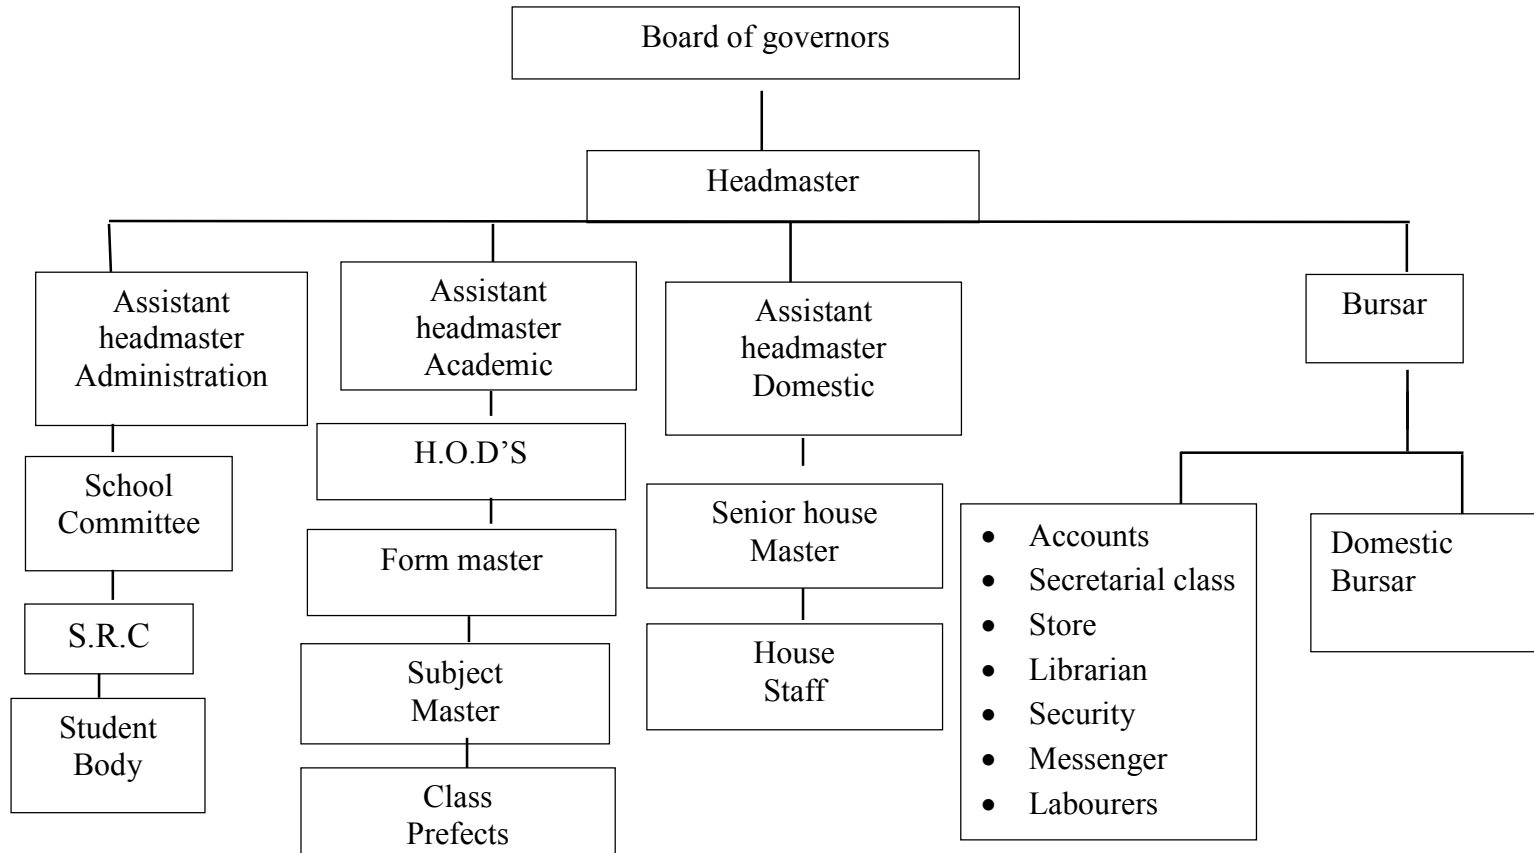 Board of governors
Headmaster
Assistant
headmaster
Administration
Assistant
headmaster
Academic
Assistant
headmaster
Domestic
Bursar
School
Committee
H.O.D’S
Senior house
Master
• Accounts
• Secretarial class
• Store
• Librarian
• Security
• Messenger
• Labourers
Domestic
Bursar
S.R.C
Form master
House
Staff
Student
Body
Subject
Master
Class
Prefects